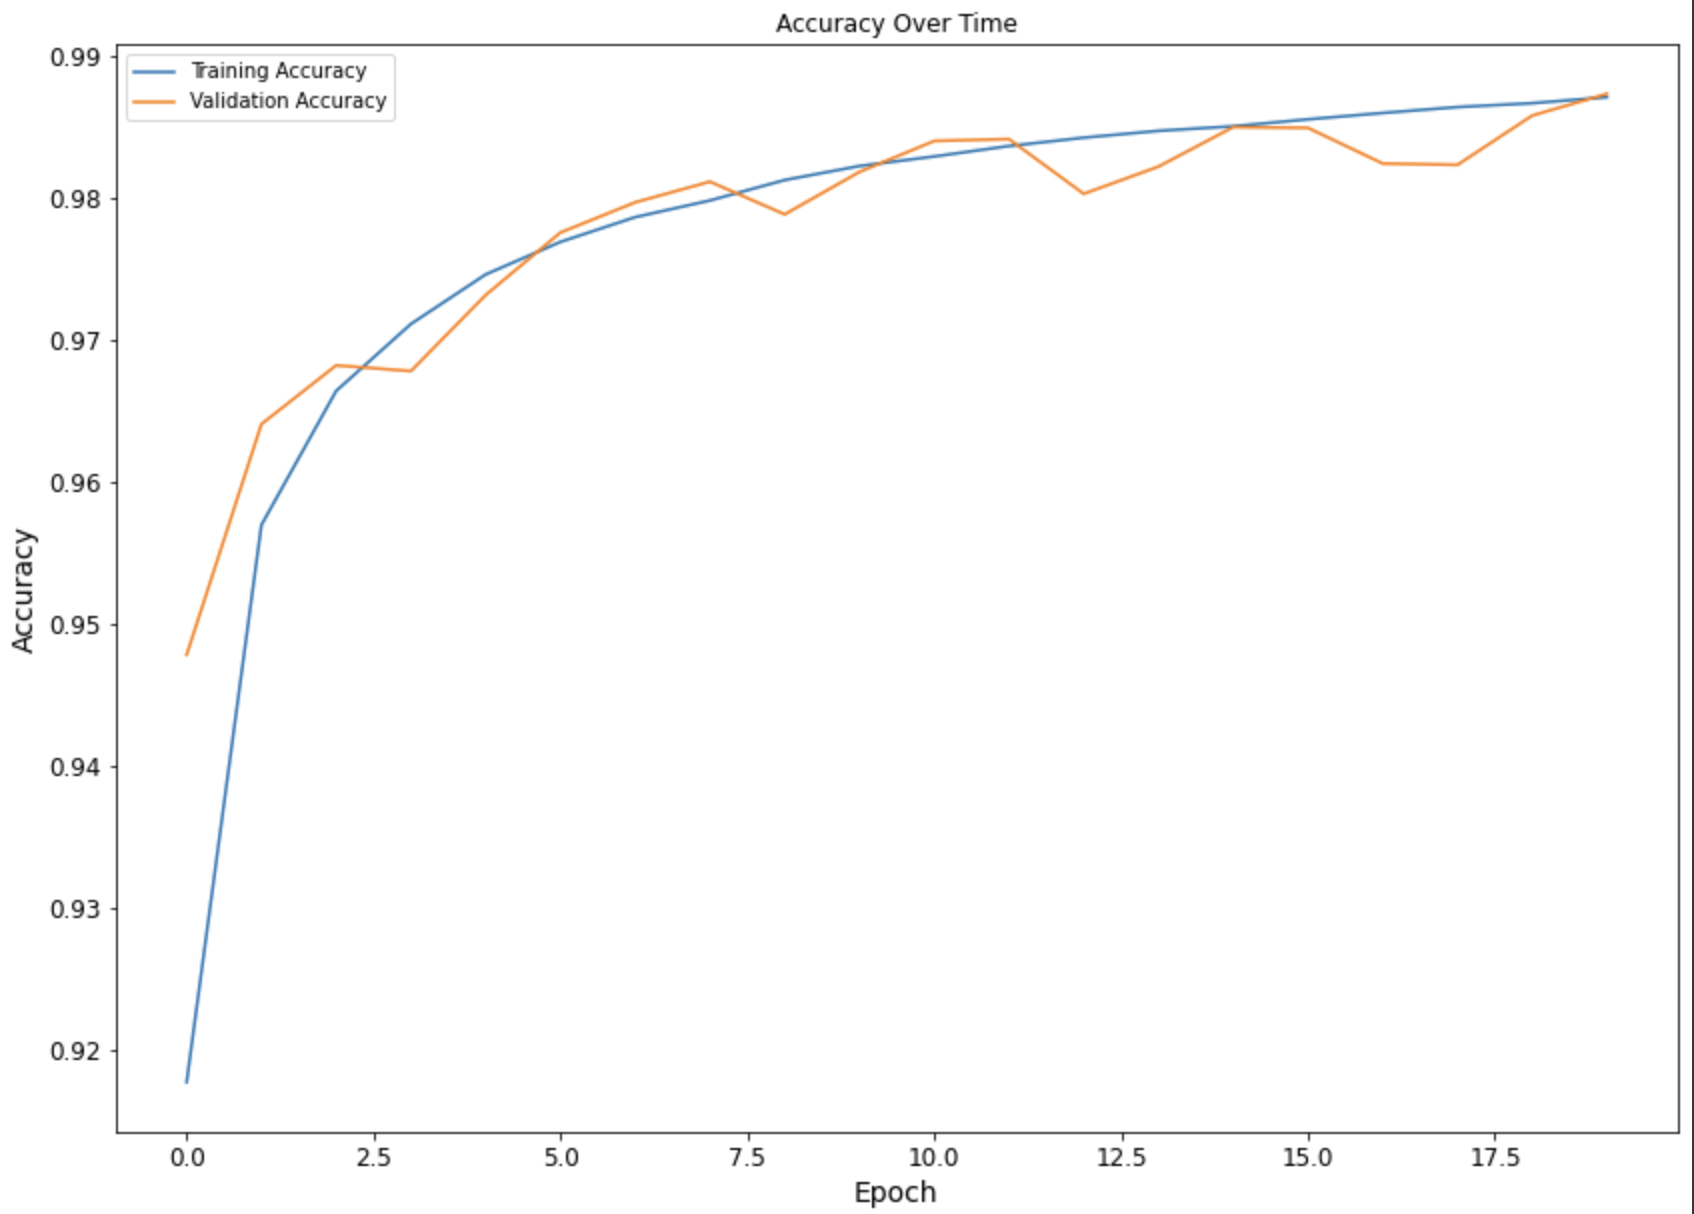 Accuracy Over Time
Training Accuracy
Validation Accuracy
0.99
0.98
0.97
0.96
0.95
0.94
0.93
0.92
Accuracy
0.0 2.5 5.0 7.5 10.0 12.5 15.0 17.5
Epoch